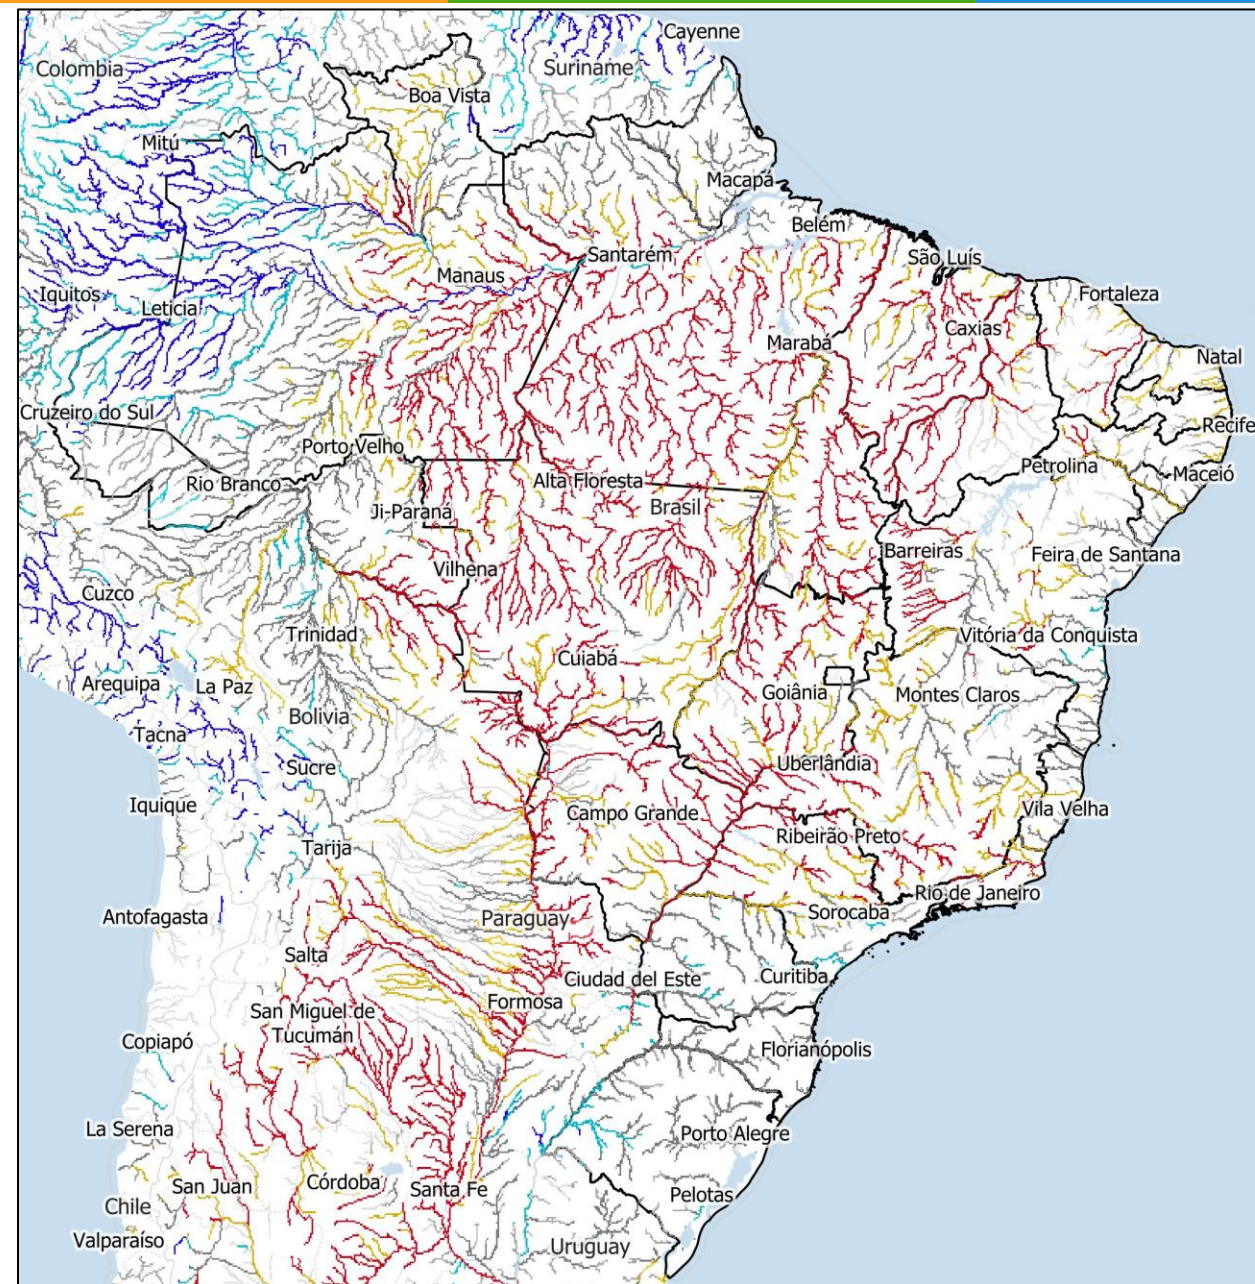 Cayenne
Colombia
Suriname
Boa Vista
Mitú
Macapá
Belém
Santarém
São Luís
Manaus
Iquitos
Leticia
Fortaleza
Caxias
Marabá
Natal
Cruzeiro do Sul
Recife
Porto Velho
Petrolina
Maceió
Rio Branco
Alta Floresta
Brasil
Ji-Paraná
Barreiras
Feira de Santana
Vilhena
Cuzco
Trinidad
Vitória da Conquista
Cuiabá
Arequipa
La Paz
Goiânia
Montes Claros
Bolivia
Tacna
Sucre
Uberlândia
Iquique
Campo Grande
Vila Velha
Ribeirão Preto
Tarija
Rio de Janeiro
Antofagasta
Paraguay
Sorocaba
Salta
Ciudad del Este
Curitiba
Formosa
San Miguel de
Tucumán
Copiapó
Florianópolis
La Serena
Porto Alegre
San Juan
Córdoba
Santa Fe
Pelotas
Chile
Valparaíso
Uruguay